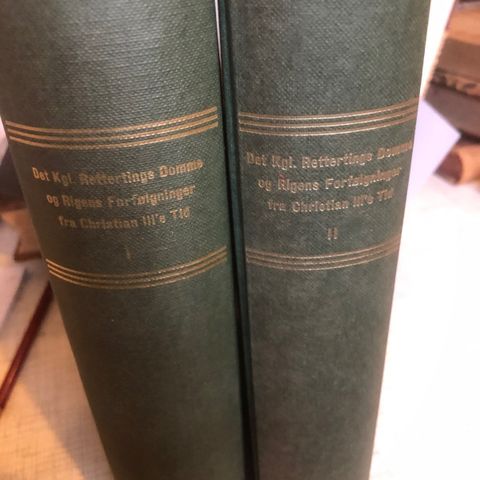 Det Kgl. Rettertings Domme
og Rigens Forfølgninger
fra Christian III's Tid
I
Det Kgl. Rettertings Domme
og Rigens Forfølgninger
fra Christian III's Tid
II